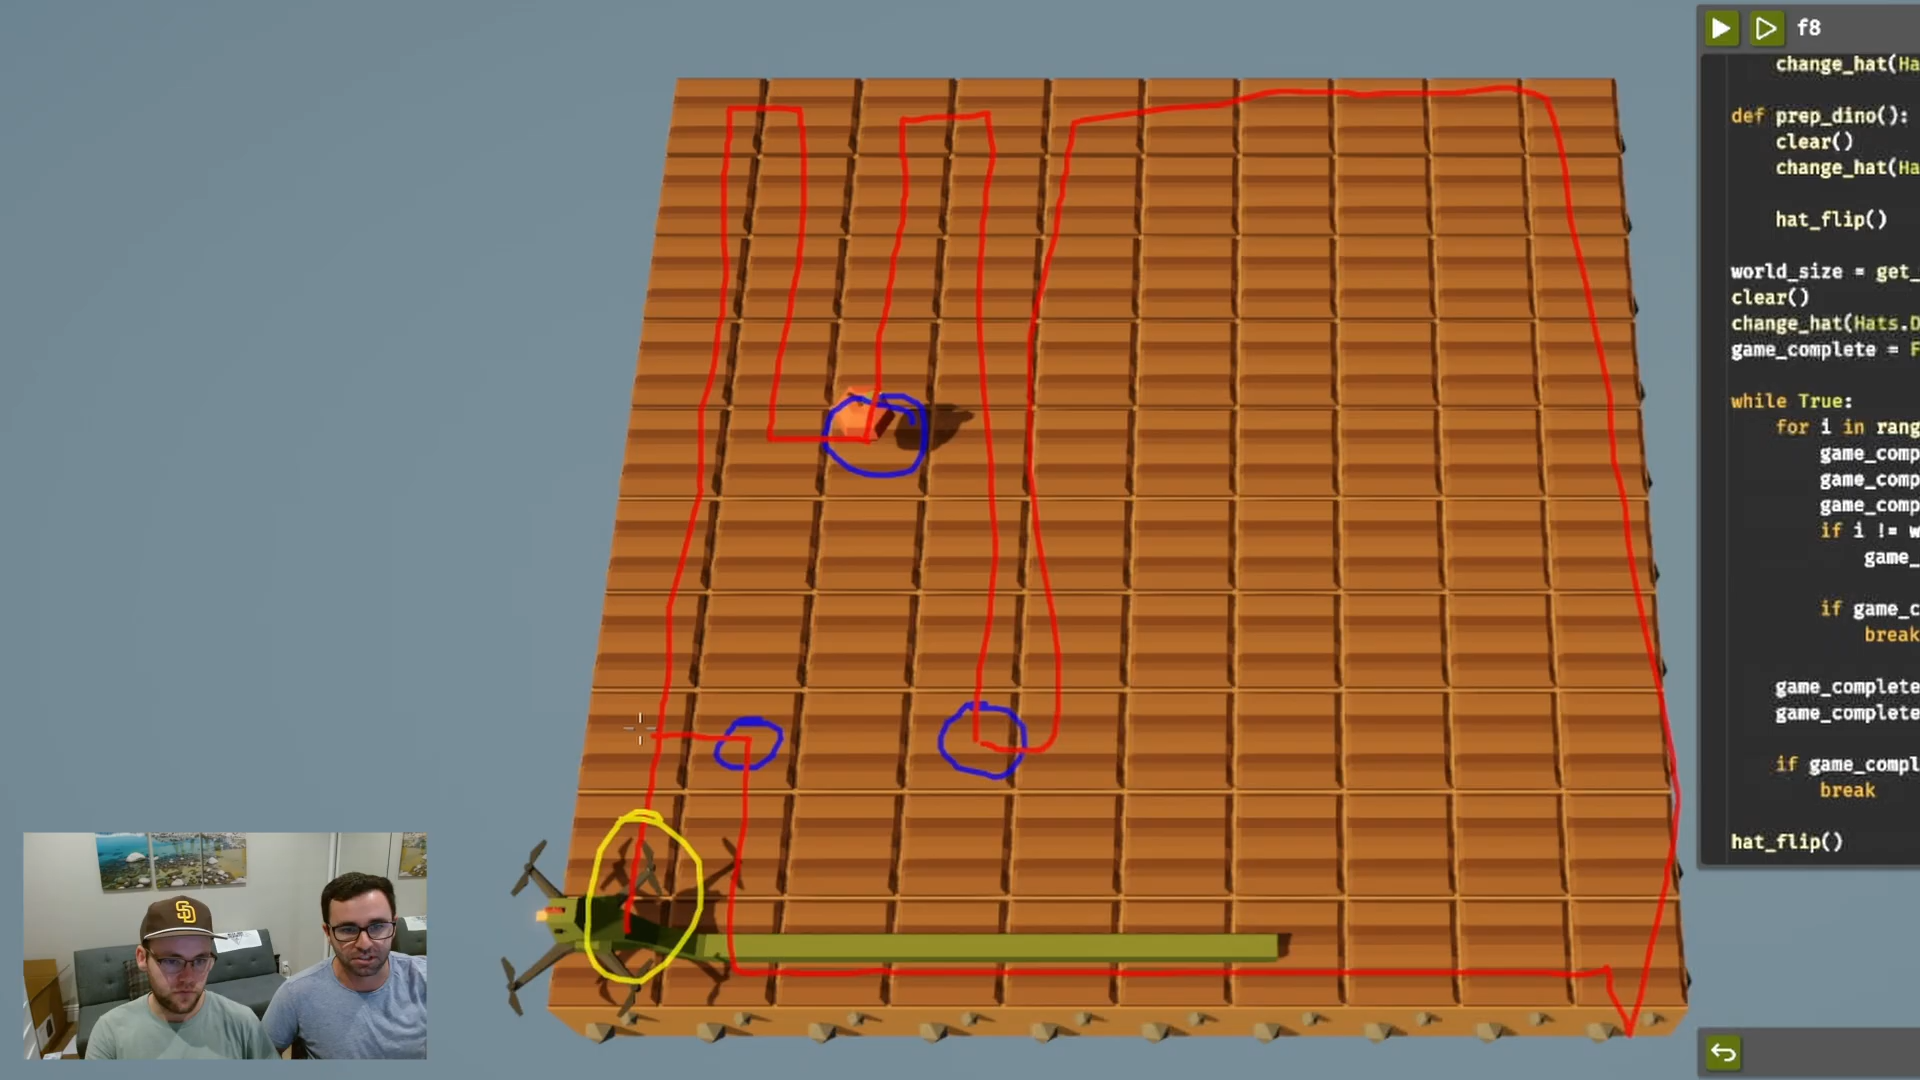 f8
change_hat(Ha
def prep_dino():
clear()
change_hat(Ha
hat_flip()
world_size = get_
clear()
change_hat(Hats.D
game_complete = F
while True:
for i in rang
game_comp
game_comp
game_comp
if i != w
game_
if game_c
break
game_complete
game_complete
if game_compl
break
hat_flip()
SD